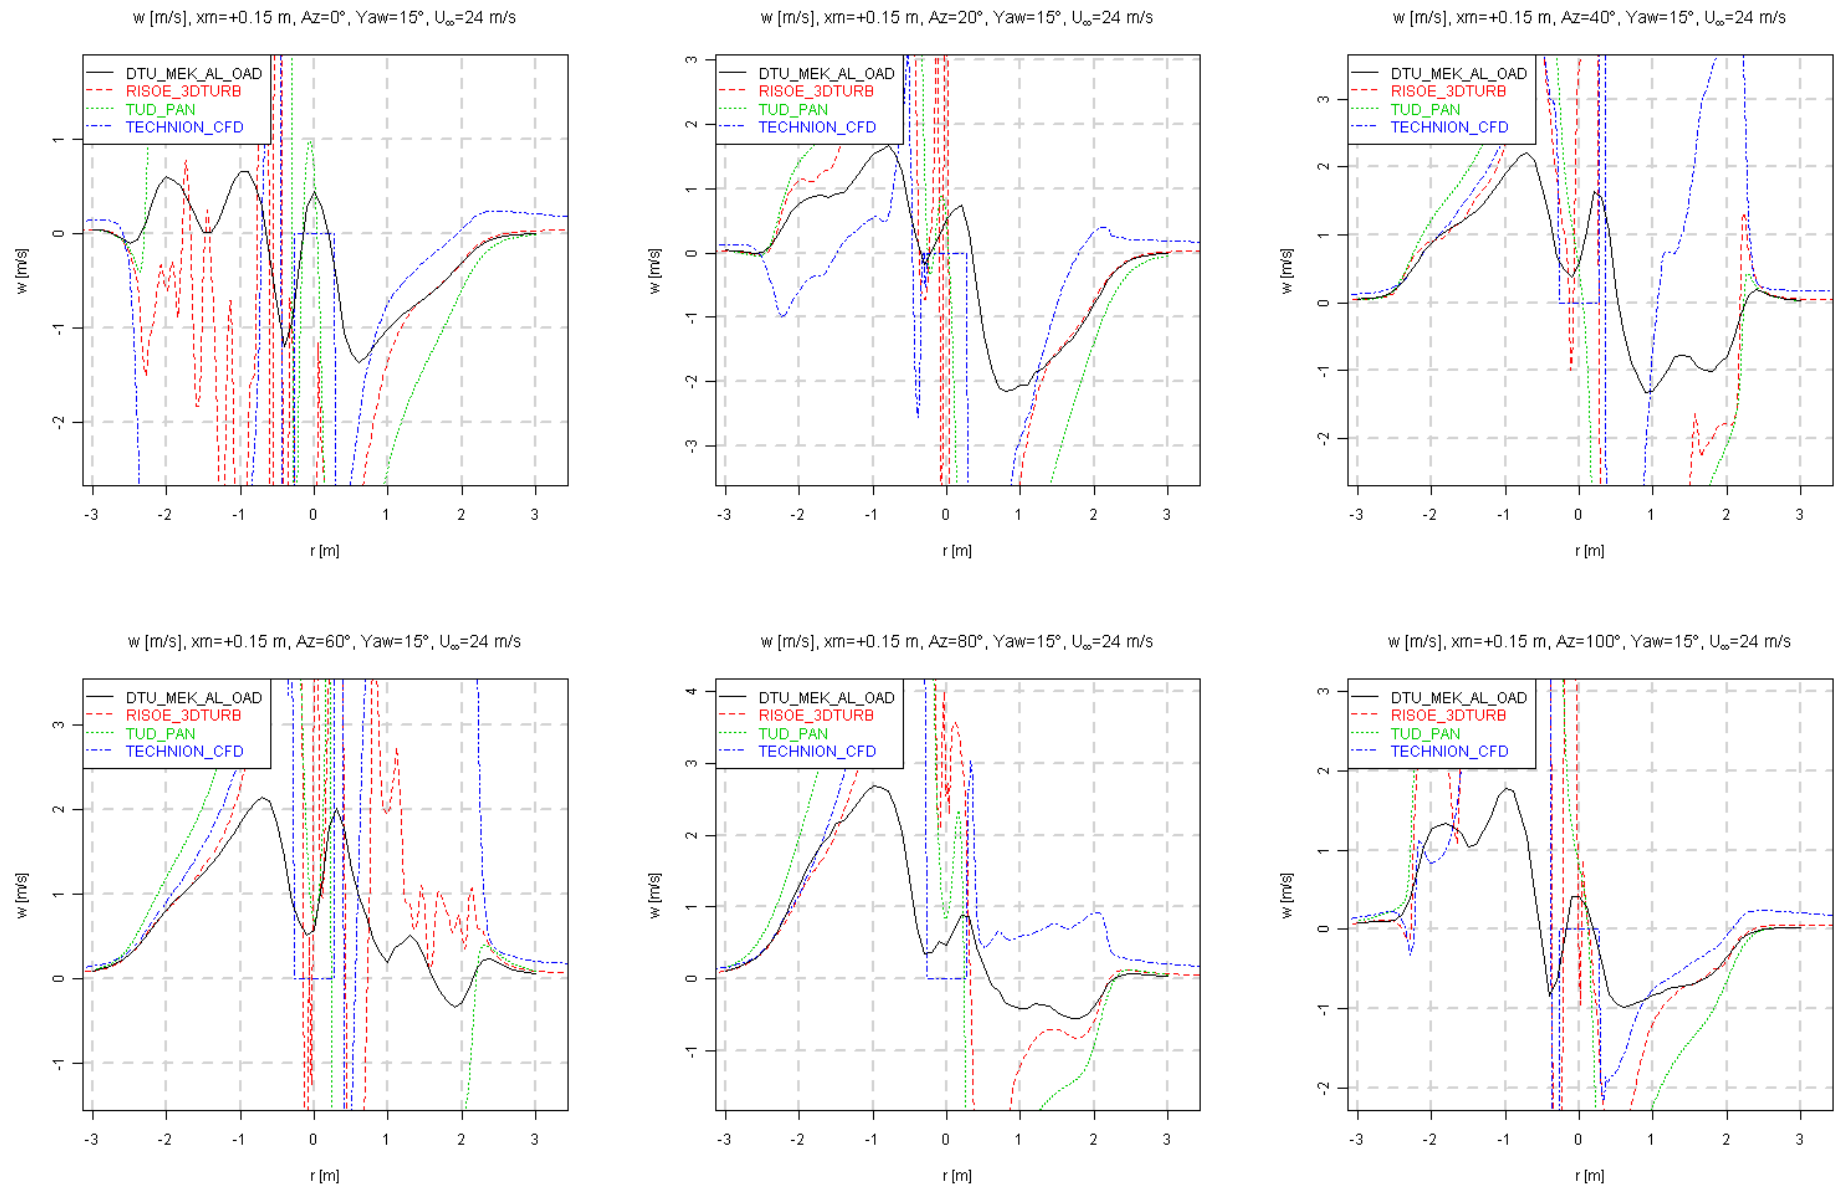 w [m/s], xm=+0.15 m, Az=0°, Yaw=15°, U∞=24 m/s
DTU_MEK_AL_OAD
RISOE_3DTURB
TUD_PAN
TECHNION_CFD
w [m/s]
1
0
-1
-2
-3 -2 -1 0 1 2 3
r [m]
w [m/s], xm=+0.15 m, Az=20°, Yaw=15°, U∞=24 m/s
DTU_MEK_AL_OAD
RISOE_3DTURB
TUD_PAN
TECHNION_CFD
w [m/s]
3
2
1
0
-1
-2
-3
-3 -2 -1 0 1 2 3
r [m]
w [m/s], xm=+0.15 m, Az=40°, Yaw=15°, U∞=24 m/s
DTU_MEK_AL_OAD
RISOE_3DTURB
TUD_PAN
TECHNION_CFD
w [m/s]
3
2
1
0
-1
-2
-3 -2 -1 0 1 2 3
r [m]
w [m/s], xm=+0.15 m, Az=60°, Yaw=15°, U∞=24 m/s
DTU_MEK_AL_OAD
RISOE_3DTURB
TUD_PAN
TECHNION_CFD
w [m/s]
3
2
1
0
-1
-3 -2 -1 0 1 2 3
r [m]
w [m/s], xm=+0.15 m, Az=80°, Yaw=15°, U∞=24 m/s
DTU_MEK_AL_OAD
RISOE_3DTURB
TUD_PAN
TECHNION_CFD
w [m/s]
4
3
2
1
0
-1
-3 -2 -1 0 1 2 3
r [m]
w [m/s], xm=+0.15 m, Az=100°, Yaw=15°, U∞=24 m/s
DTU_MEK_AL_OAD
RISOE_3DTURB
TUD_PAN
TECHNION_CFD
w [m/s]
3
2
1
0
-1
-2
-3 -2 -1 0 1 2 3
r [m]